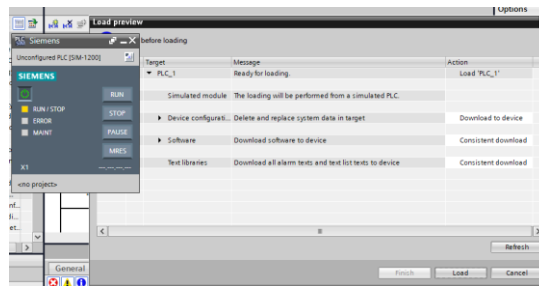 Options
Load preview
Siemens
before loading
Unconfigured PLC [SIM-1200]
SIEMENS
RUN
RUN / STOP
STOP
ERROR
MAINT
PAUSE
MRES
X1
--.--.--.--
<no project>
Target Message Action
PLC_1 Ready for loading. Load 'PLC_1'
Simulated module The loading will be performed from a simulated PLC.
Device configurati... Delete and replace system data in target Download to device
Software Download software to device Consistent download
Text libraries Download all alarm texts and text list texts to device Consistent download
Refresh
Finish Load Cancel
General